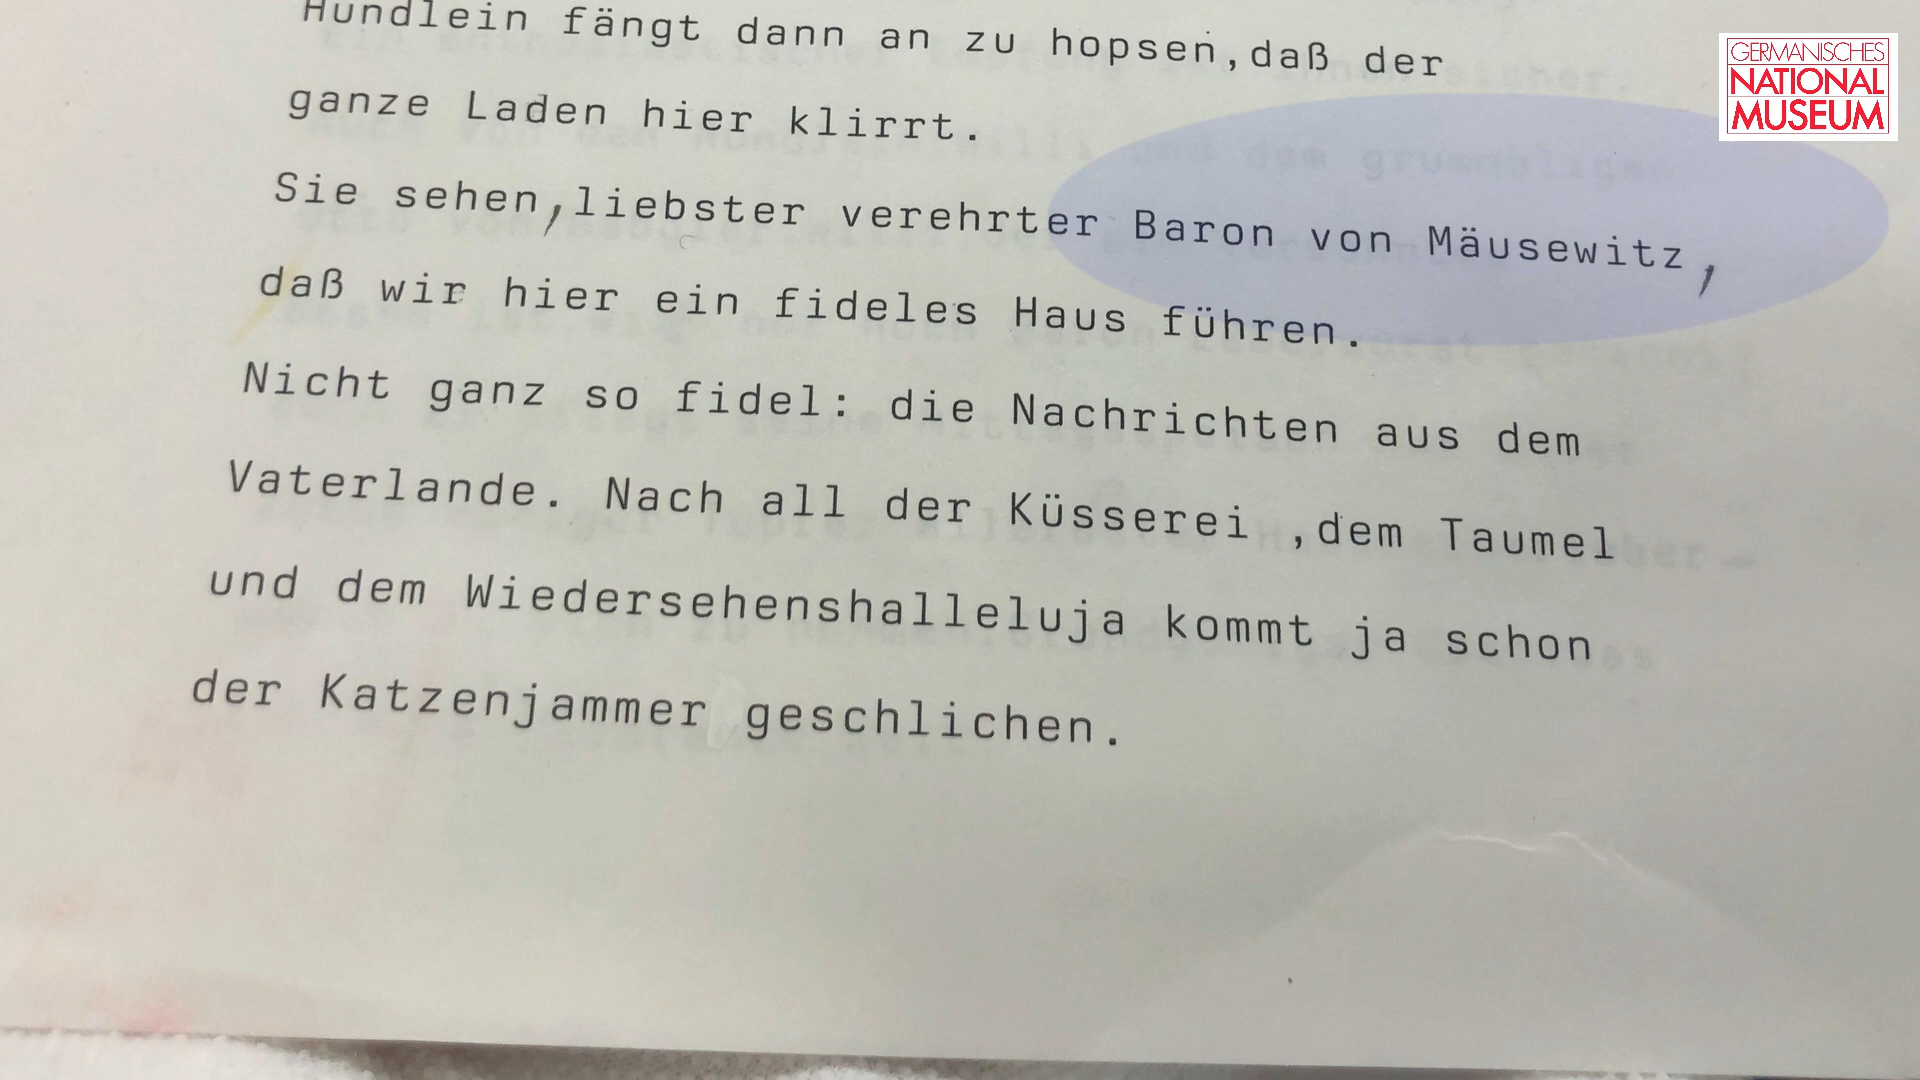 Hundlein fängt dann an zu hopsen,daß der
ganze Laden hier klirrt.
Sie sehen,liebster verehrter Baron von Mäusewitz,
daß wir hier ein fideles Haus führen.
Nicht ganz so fidel: die Nachrichten aus dem
Vaterlande. Nach all der Küsserei ,dem Taumel
und dem Wiedersehenshalleluja kommt ja schon
der Katzenjammer geschlichen.
GERMANISCHES
NATIONAL
MUSEUM